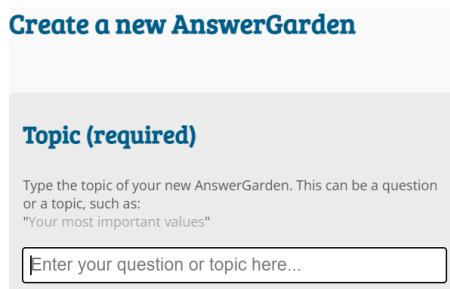 Create a new AnswerGarden
Topic (required)
Type the topic of your new AnswerGarden. This can be a question
or a topic, such as:
"Your most important values"
Enter your question or topic here...